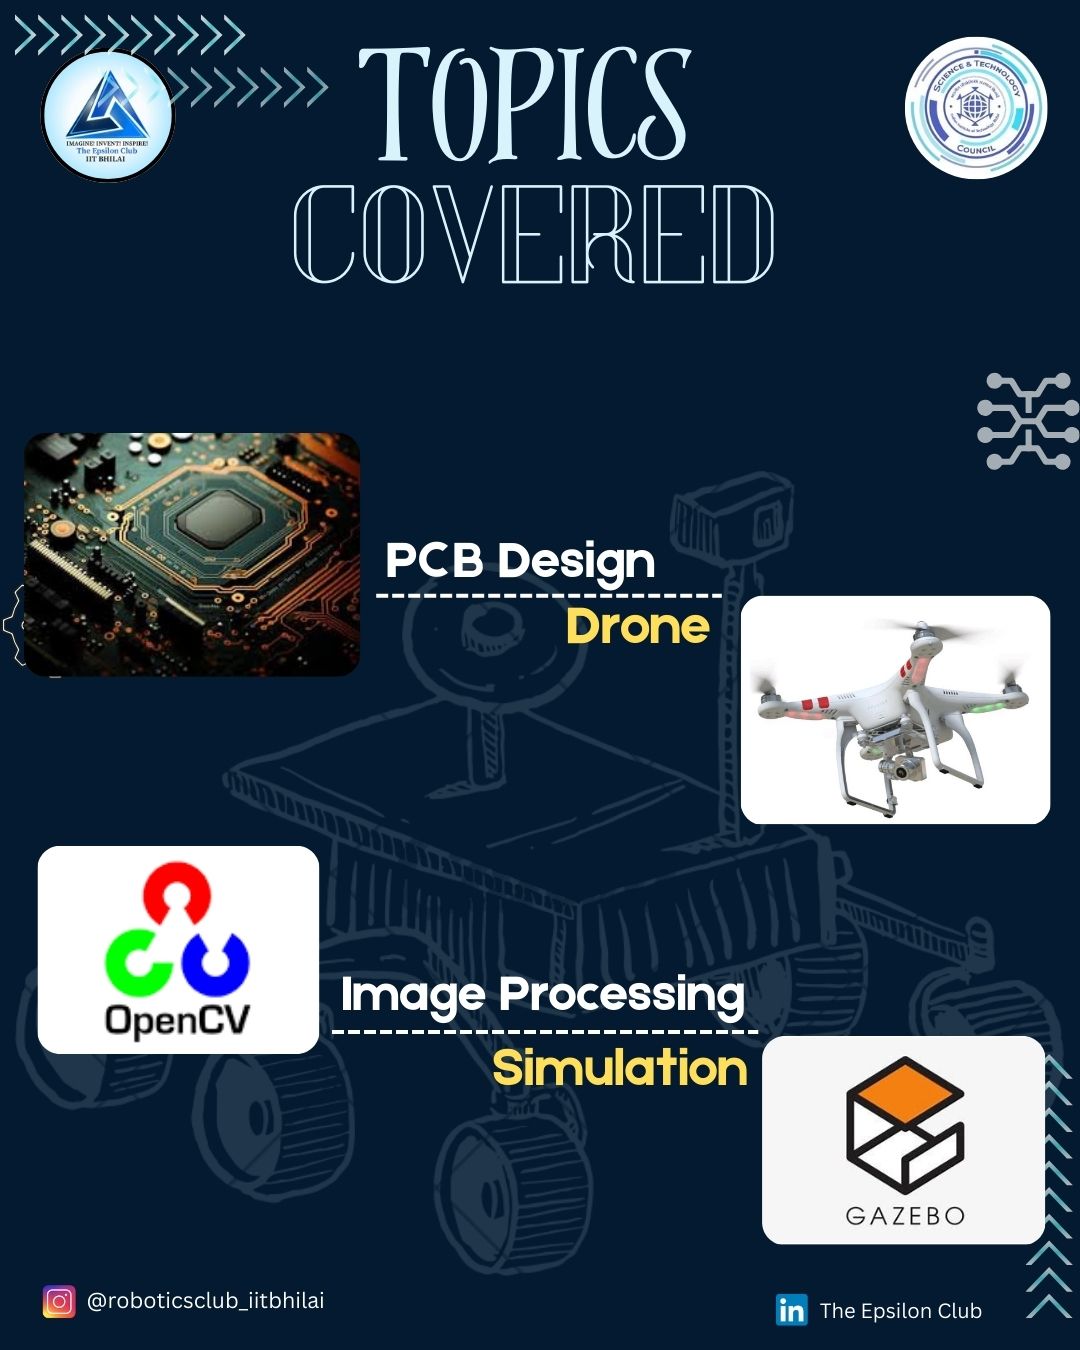 TOPICS
COVERED
IMAGINE! INVENT! INSPIRE!
The Epsilon Club
IIT BHILAI
SCIENCE & TECHNOLOGY
COUNCIL
PCB Design
Drone
OpenCV
Image Processing
Simulation
GAZEBO
@roboticsclub_iitbhilai
in
The Epsilon Club